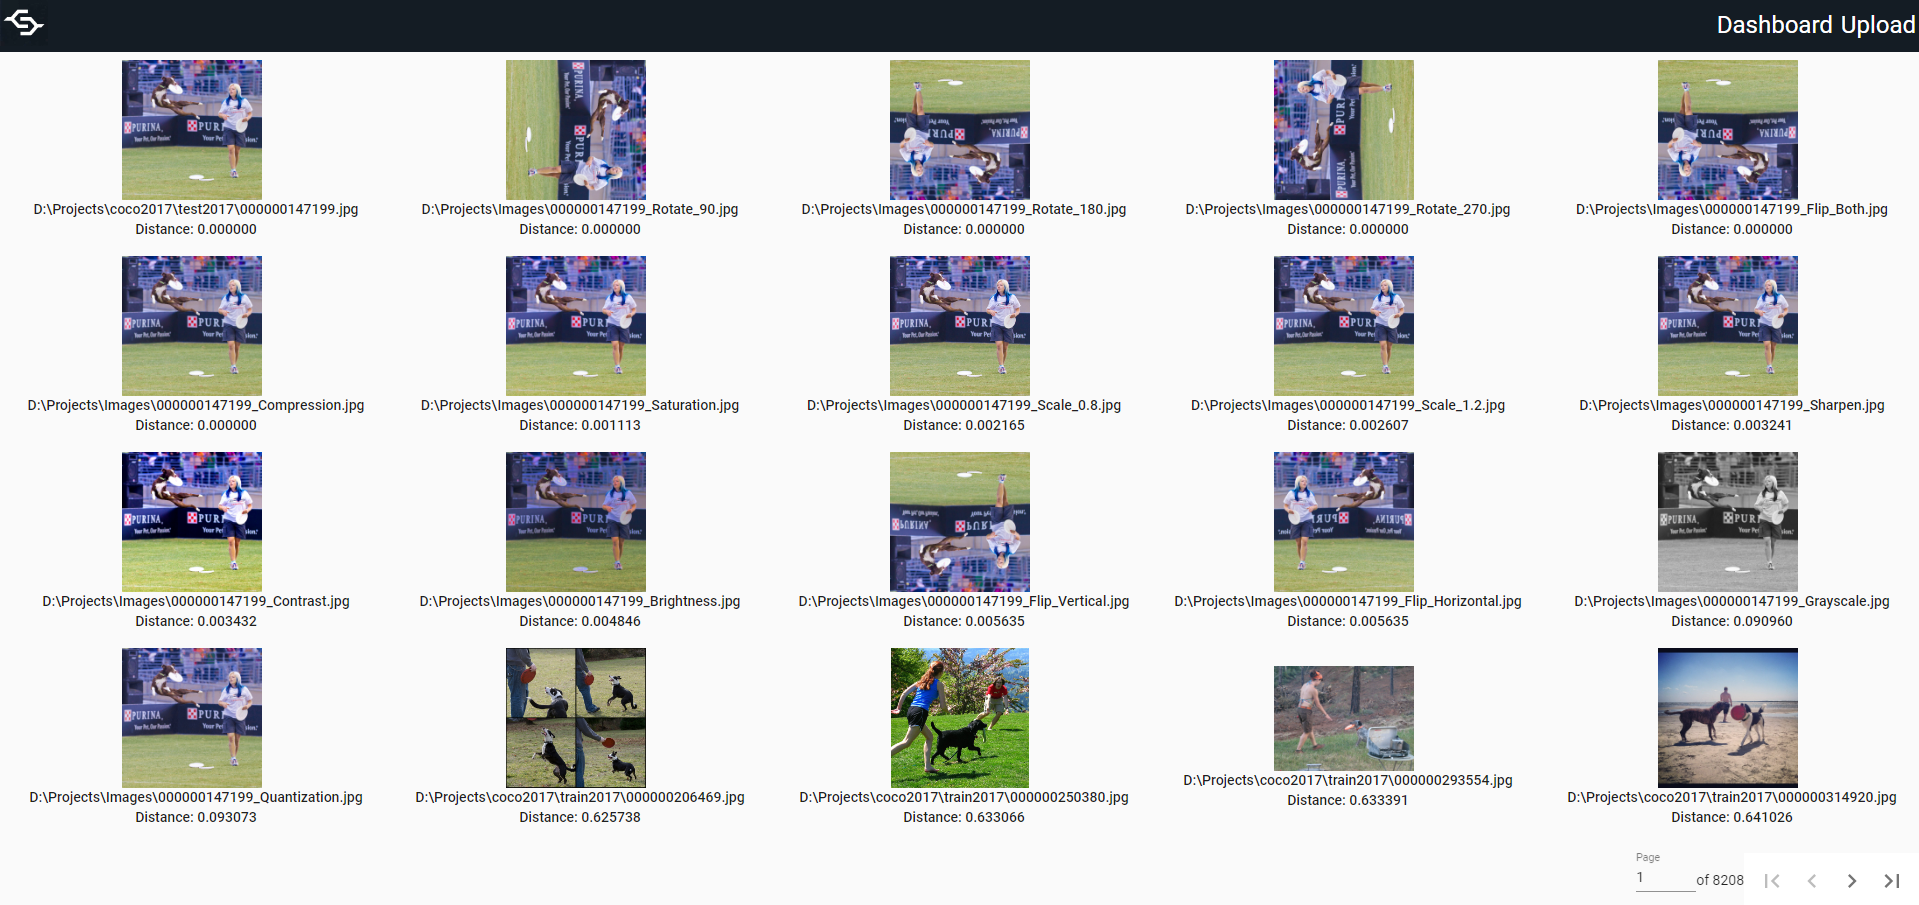 Dashboard Upload
D:\Projects\coco2017\test2017\000000147199.jpg
Distance: 0.000000
D:\Projects\Images\000000147199_Rotate_90.jpg
Distance: 0.000000
D:\Projects\Images\000000147199_Rotate_180.jpg
Distance: 0.000000
D:\Projects\Images\000000147199_Rotate_270.jpg
Distance: 0.000000
D:\Projects\Images\000000147199_Flip_Both.jpg
Distance: 0.000000
D:\Projects\Images\000000147199_Compression.jpg
Distance: 0.000000
D:\Projects\Images\000000147199_Saturation.jpg
Distance: 0.001113
D:\Projects\Images\000000147199_Scale_0.8.jpg
Distance: 0.002165
D:\Projects\Images\000000147199_Scale_1.2.jpg
Distance: 0.002607
D:\Projects\Images\000000147199_Sharpen.jpg
Distance: 0.003241
D:\Projects\Images\000000147199_Contrast.jpg
Distance: 0.003432
D:\Projects\Images\000000147199_Brightness.jpg
Distance: 0.004846
D:\Projects\Images\000000147199_Flip_Vertical.jpg
Distance: 0.005635
D:\Projects\Images\000000147199_Flip_Horizontal.jpg
Distance: 0.005635
D:\Projects\Images\000000147199_Grayscale.jpg
Distance: 0.090960
D:\Projects\Images\000000147199_Quantization.jpg
Distance: 0.093073
D:\Projects\coco2017\train2017\000000206469.jpg
Distance: 0.625738
D:\Projects\coco2017\train2017\000000250380.jpg
Distance: 0.633066
D:\Projects\coco2017\train2017\000000293554.jpg
Distance: 0.633391
D:\Projects\coco2017\train2017\000000314920.jpg
Distance: 0.641026
Page
1 of 8208